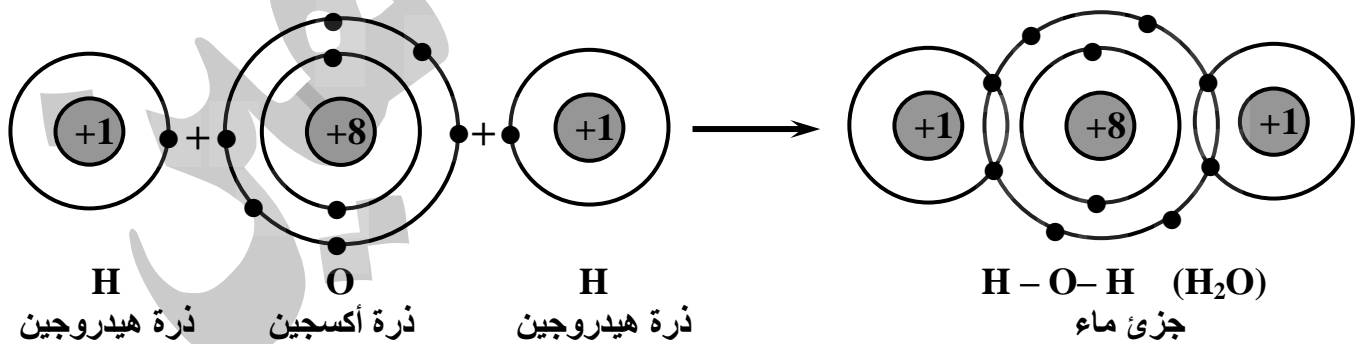 +1 + +8 + +1 +1 +8 +1
H O H H – O– H (H₂O)
ذرة هيدروجين ذرة أكسجين ذرة هيدروجين جزئ ماء